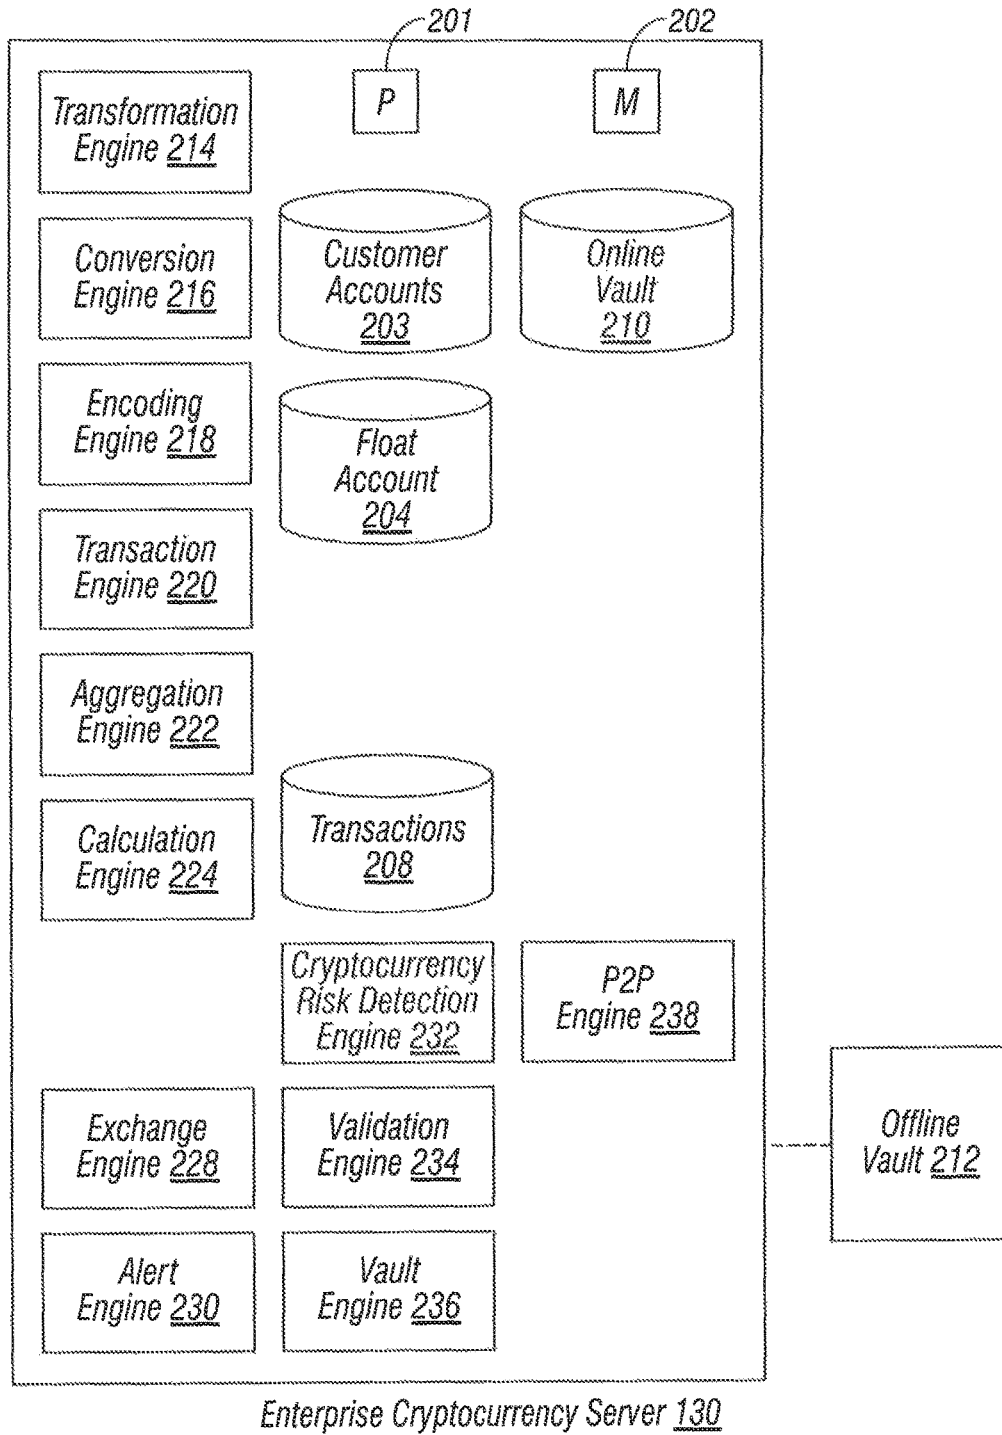 201
202
P
M
Transformation
Engine 214
Conversion
Engine 216
Customer
Accounts
203
Online
Vault
210
Encoding
Engine 218
Float
Account
204
Transaction
Engine 220
Aggregation
Engine 222
Calculation
Engine 224
Transactions
208
Cryptocurrency
Risk Detection
Engine 232
P2P
Engine 238
Exchange
Engine 228
Validation
Engine 234
Offline
Vault 212
Alert
Engine 230
Vault
Engine 236
Enterprise Cryptocurrency Server 130